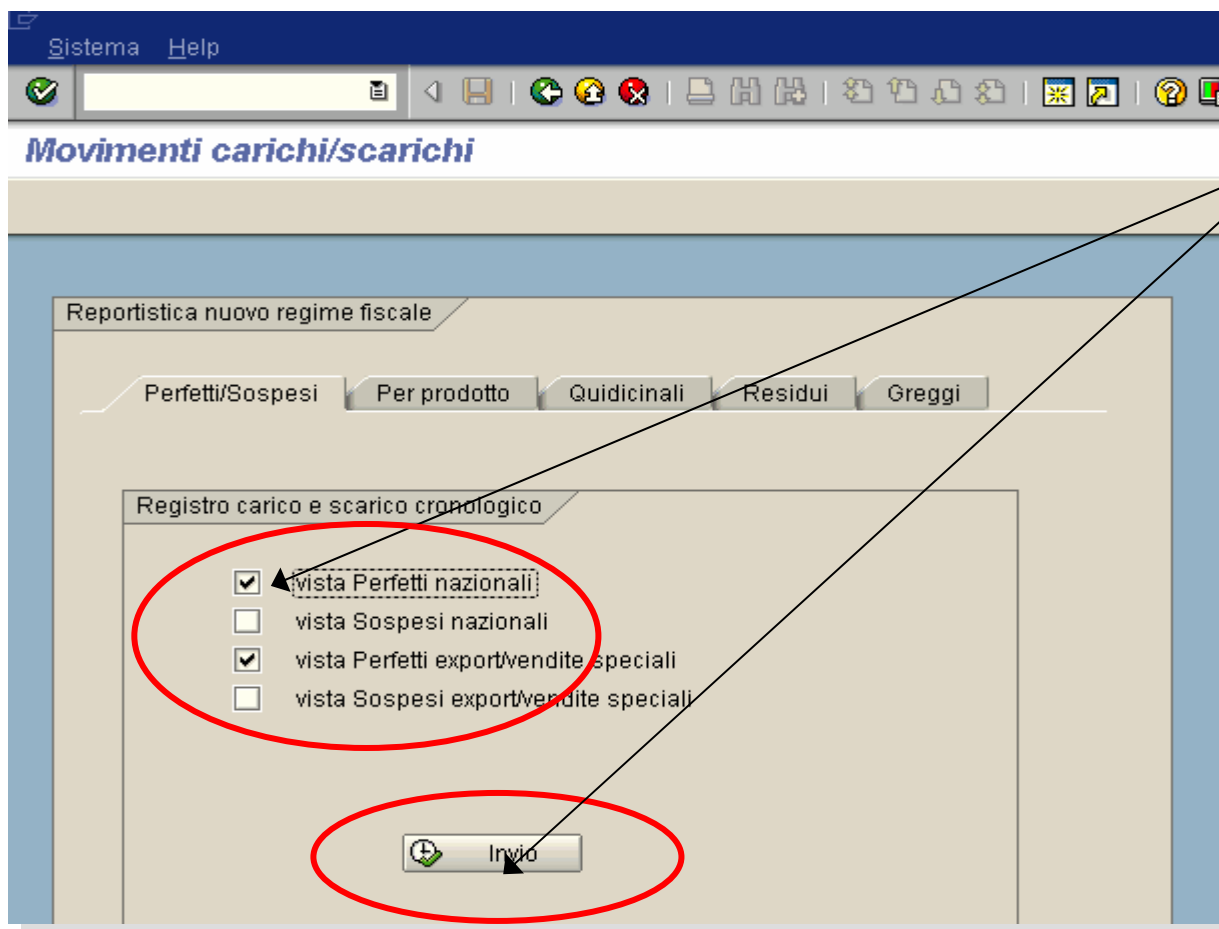 Sistema Help
Movimenti carichi/scarichi
Reportistica nuovo regime fiscale
Perfetti/Sospesi Per prodotto Quidicinali Residui Greggi
Registro carico e scarico cronologico
vista Perfetti nazionali
vista Sospesi nazionali
vista Perfetti export/vendite speciali
vista Sospesi export/vendite speciali
Invio